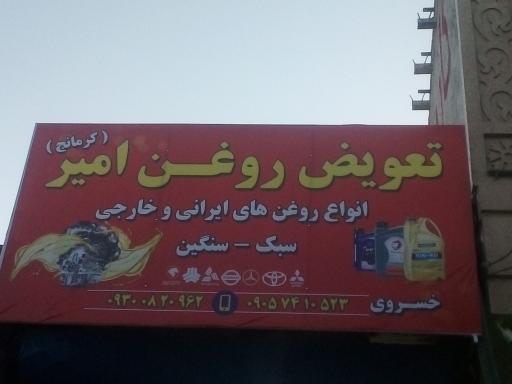 تعویض روغن امیر (کرمانج)
انواع روغن های ایرانی و خارجی
سبک - سنگین
خسروی ۰۹۰۵۷۴۱۰۵۲۳ ۰۹۳۰۰۸۲۰۹۶۲